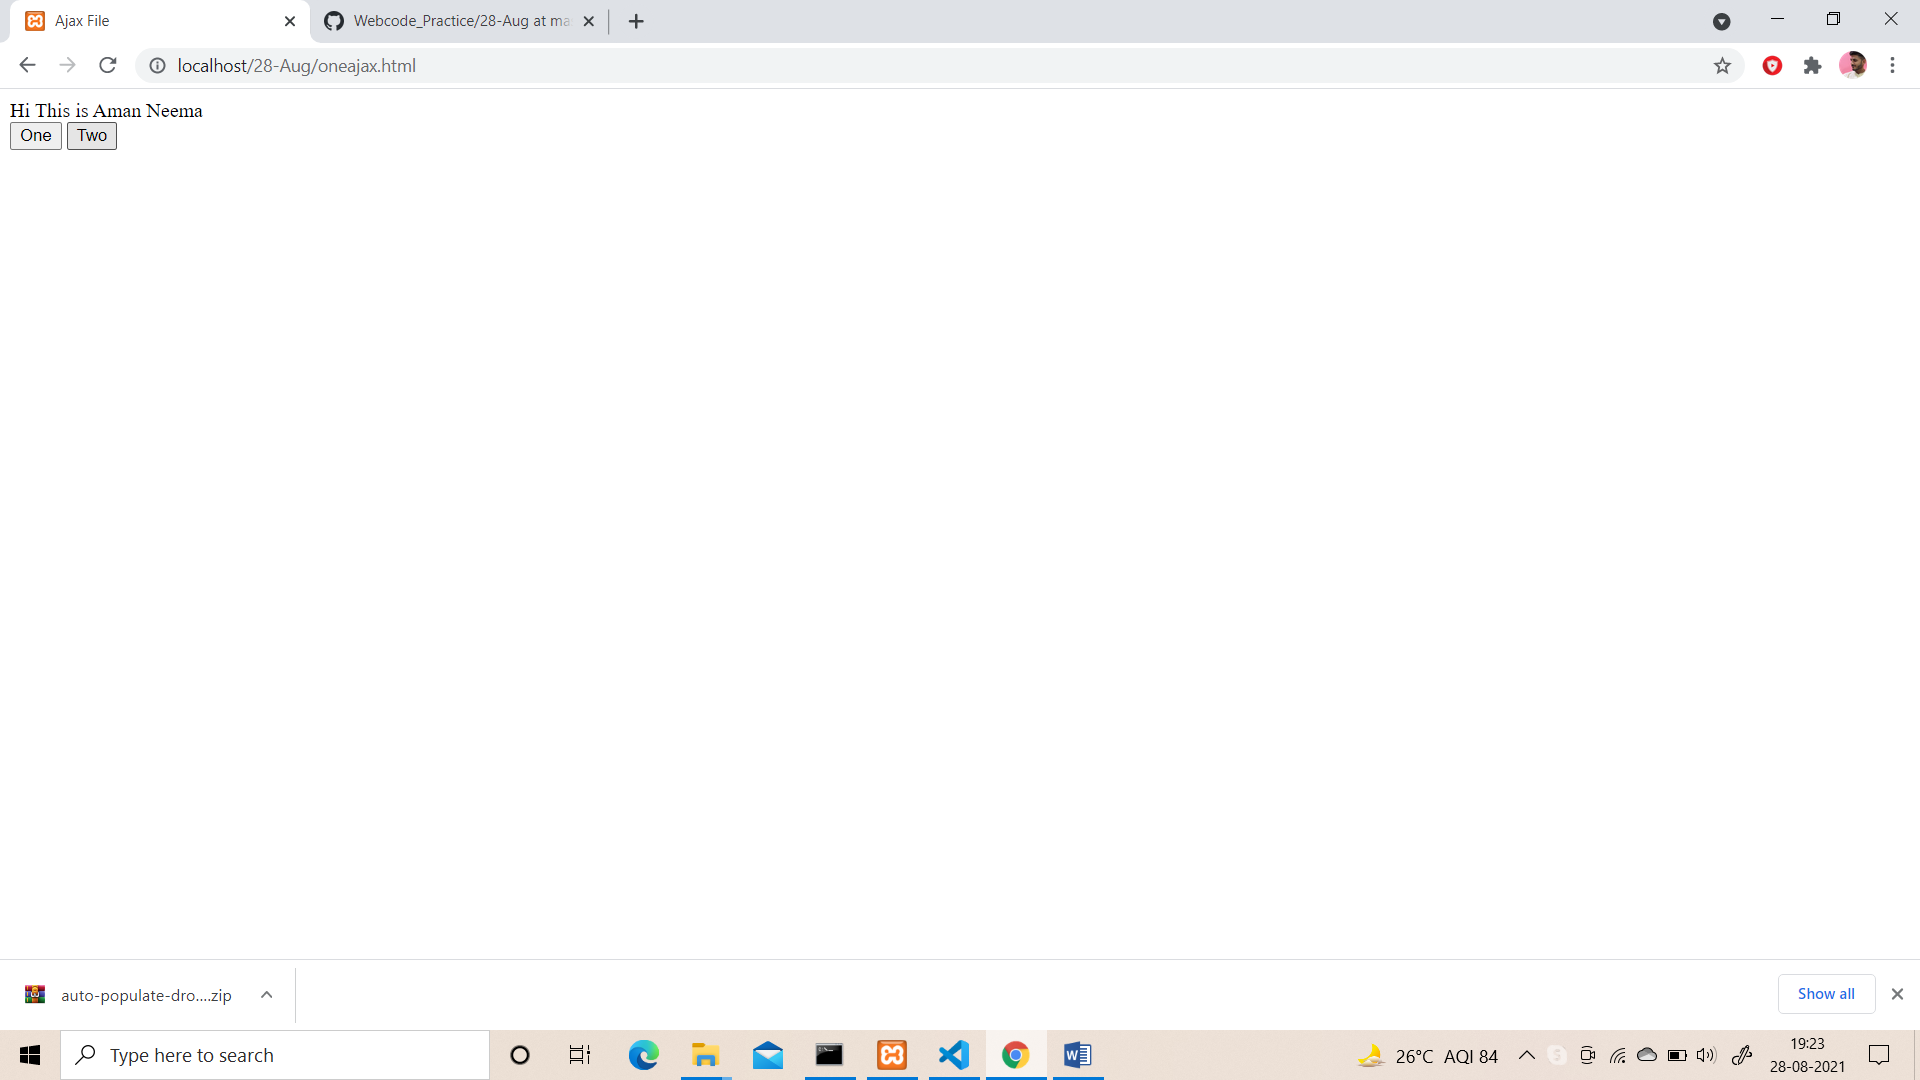 Ajax File
Webcode_Practice/28-Aug at ma
localhost/28-Aug/oneajax.html
Hi This is Aman Neema
One Two
auto-populate-dro....zip
Show all
Type here to search
26°C AQI 84
19:23
28-08-2021